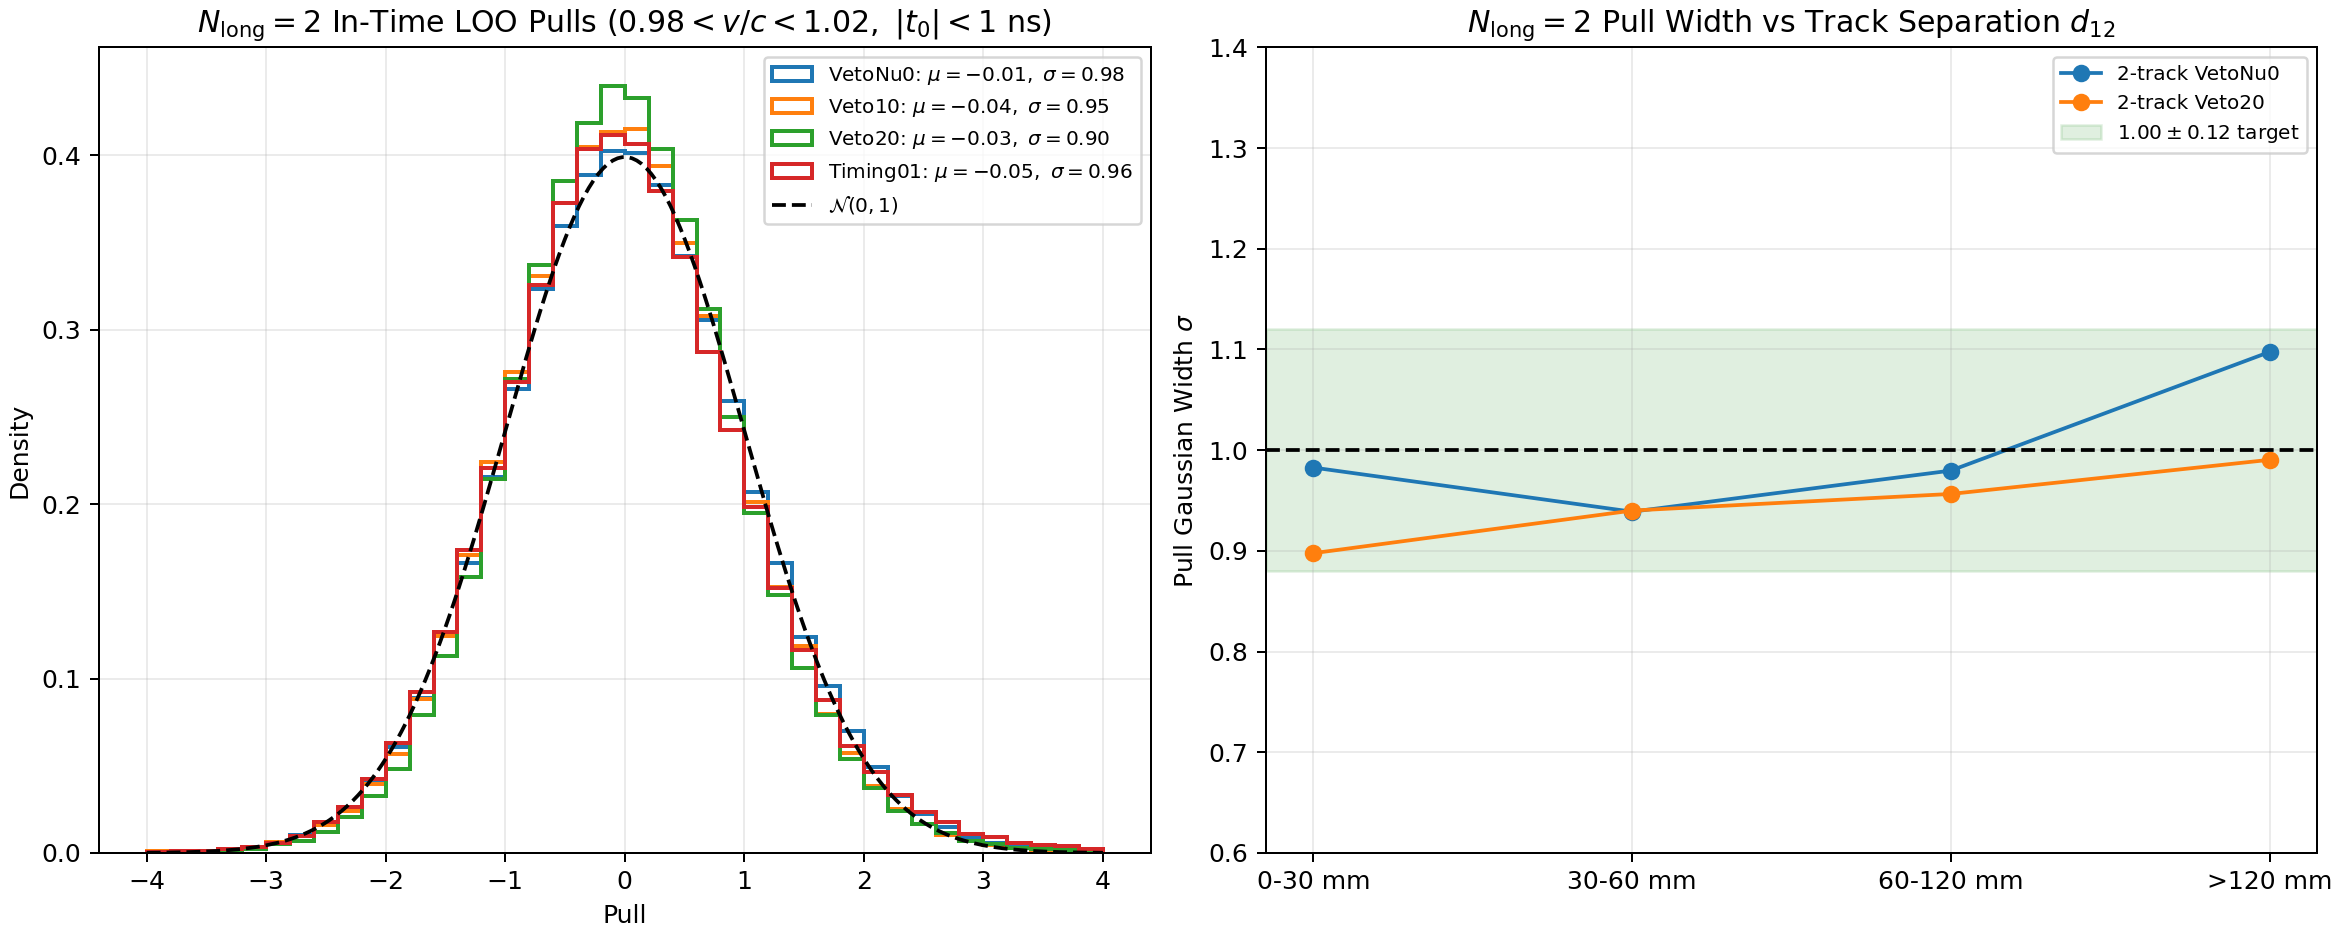 N_long = 2 In-Time LOO Pulls (0.98 < v/c < 1.02, |t_0| < 1 ns)
VetoNu0: μ = −0.01, σ = 0.98
Veto10: μ = −0.04, σ = 0.95
Veto20: μ = −0.03, σ = 0.90
Timing01: μ = −0.05, σ = 0.96
𝒩(0, 1)
Density
0.4
0.3
0.2
0.1
0.0
−4 −3 −2 −1 0 1 2 3 4
Pull
N_long = 2 Pull Width vs Track Separation d_12
2-track VetoNu0
2-track Veto20
1.00 ± 0.12 target
Pull Gaussian Width σ
1.4
1.3
1.2
1.1
1.0
0.9
0.8
0.7
0.6
0-30 mm 30-60 mm 60-120 mm >120 mm